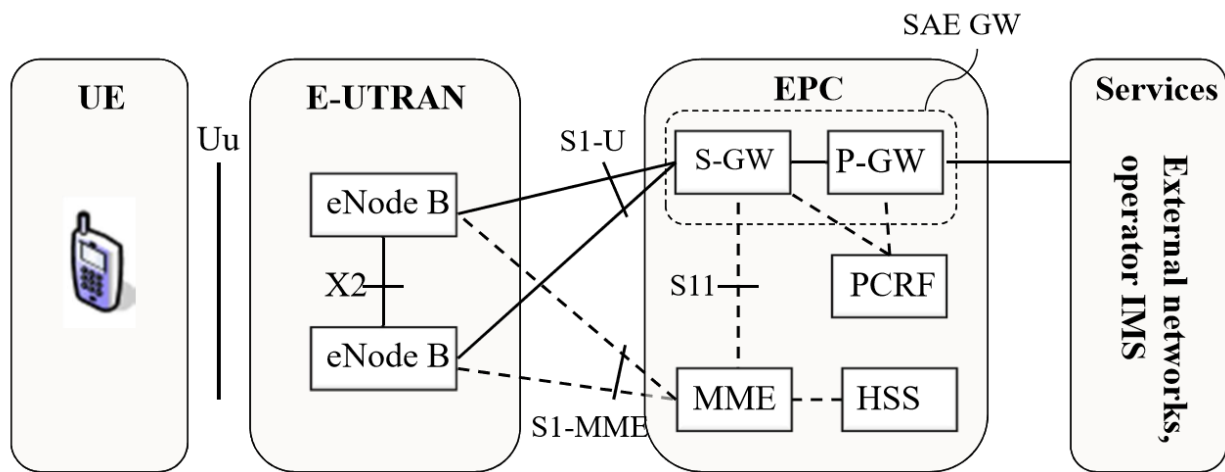 SAE GW
UE
E-UTRAN
EPC
Services
Uu
S1-U
S-GW
P-GW
eNode B
X2
S11
PCRF
eNode B
MME
HSS
S1-MME
External networks,
operator IMS